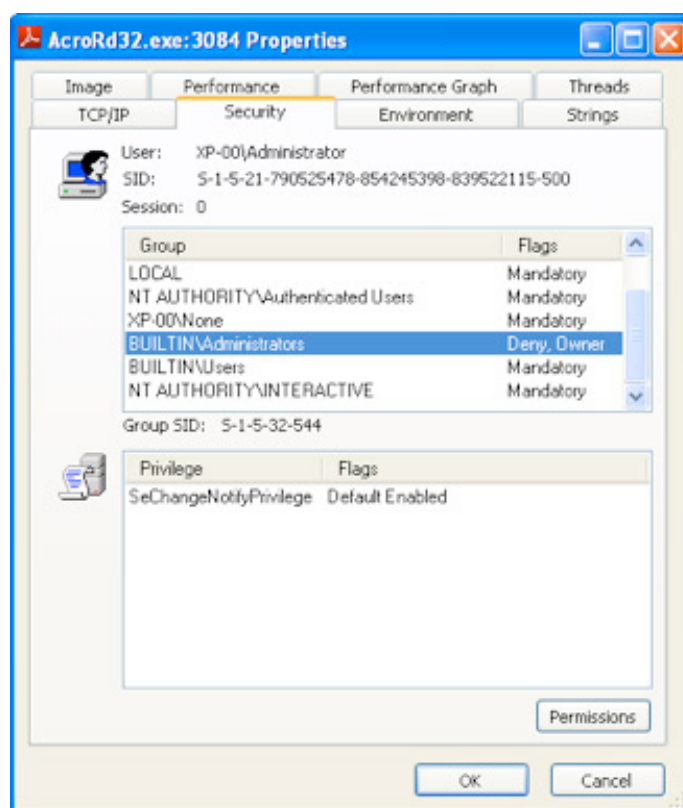 AcroRd32.exe:3084 Properties
Image Performance Performance Graph Threads
TCP/IP Security Environment Strings
User: XP-00\Administrator
SID: S-1-5-21-790525478-854245398-839522115-500
Session: 0
Group Flags
LOCAL Mandatory
NT AUTHORITY\Authenticated Users Mandatory
XP-00\None Mandatory
BUILTIN\Administrators Deny, Owner
BUILTIN\Users Mandatory
NT AUTHORITY\INTERACTIVE Mandatory
Group SID: S-1-5-32-544
Privilege Flags
SeChangeNotifyPrivilege Default Enabled
Permissions
OK Cancel